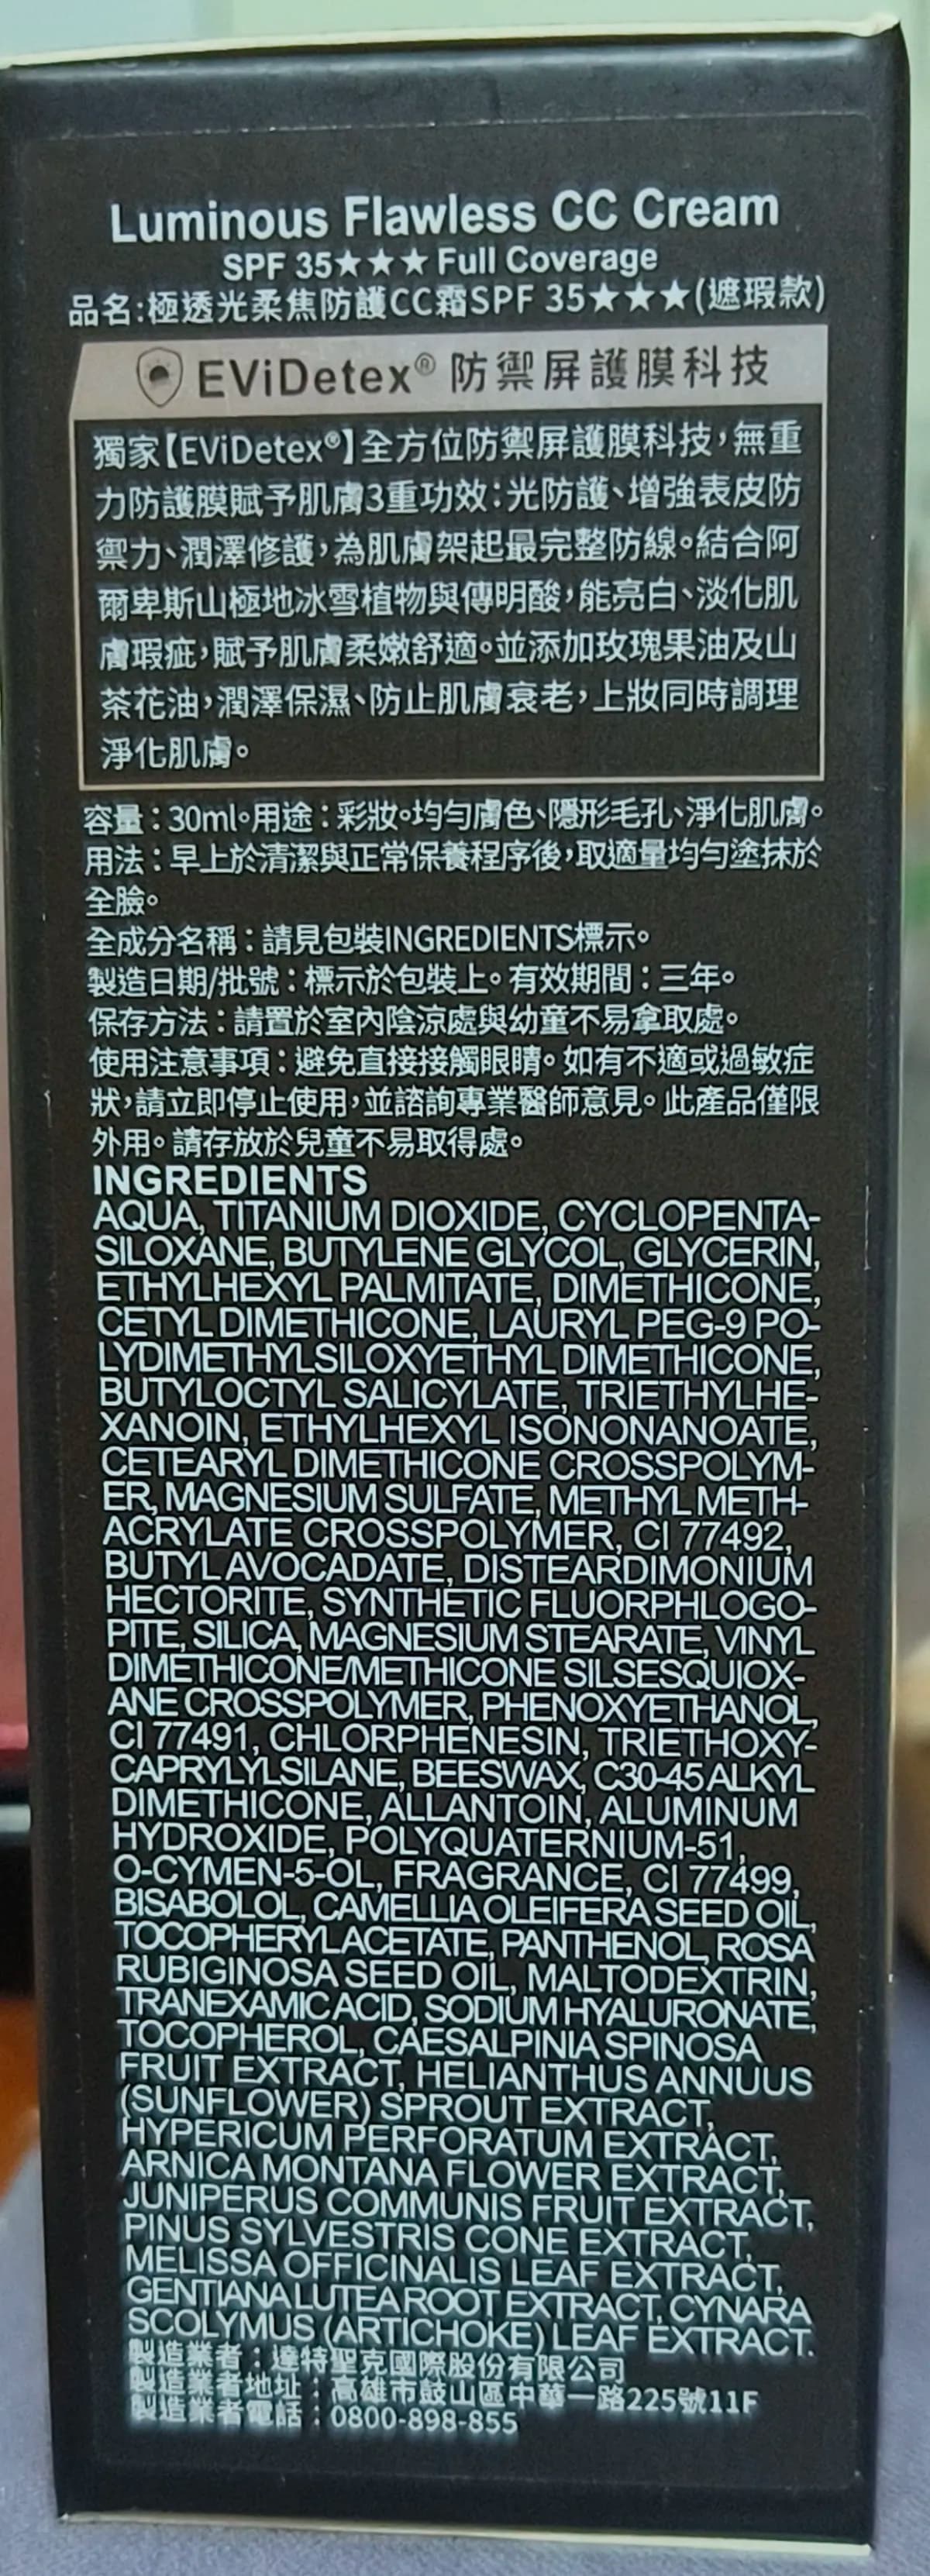 Luminous Flawless CC Cream
SPF 35★★★ Full Coverage
品名:極透光柔焦防護CC霜SPF 35★★★(遮瑕款)
EViDetex® 防禦屏護膜科技
獨家【EViDetex®】全方位防禦屏護膜科技,無重
力防護膜賦予肌膚3重功效:光防護、增強表皮防
禦力、潤澤修護,為肌膚架起最完整防線。結合阿
爾卑斯山極地冰雪植物與傳明酸,能亮白、淡化肌
膚瑕疵,賦予肌膚柔嫩舒適。並添加玫瑰果油及山
茶花油,潤澤保濕、防止肌膚衰老,上妝同時調理
淨化肌膚。
容量：30ml。用途：彩妝。均勻膚色、隱形毛孔、淨化肌膚。
用法：早上於清潔與正常保養程序後,取適量均勻塗抹於
全臉。
全成分名稱：請見包裝INGREDIENTS標示。
製造日期/批號：標示於包裝上。有效期間：三年。
保存方法：請置於室內陰涼處與幼童不易拿取處。
使用注意事項：避免直接接觸眼睛。如有不適或過敏症
狀,請立即停止使用,並諮詢專業醫師意見。此產品僅限
外用。請存放於兒童不易取得處。
INGREDIENTS
AQUA, TITANIUM DIOXIDE, CYCLOPENTA-
SILOXANE, BUTYLENE GLYCOL, GLYCERIN,
ETHYLHEXYL PALMITATE, DIMETHICONE,
CETYL DIMETHICONE, LAURYL PEG-9 PO-
LYDIMETHYLSILOXYETHYL DIMETHICONE,
BUTYLOCTYL SALICYLATE, TRIETHYLHE-
XANOIN, ETHYLHEXYL ISONONANOATE,
CETEARYL DIMETHICONE CROSSPOLYM-
ER, MAGNESIUM SULFATE, METHYL METH-
ACRYLATE CROSSPOLYMER, CI 77492,
BUTYL AVOCADATE, DISTEARDIMONIUM
HECTORITE, SYNTHETIC FLUORPHLOGO-
PITE, SILICA, MAGNESIUM STEARATE, VINYL
DIMETHICONE/METHICONE SILSESQUIOX-
ANE CROSSPOLYMER, PHENOXYETHANOL,
CI 77491, CHLORPHENESIN, TRIETHOXY-
CAPRYLYLSILANE, BEESWAX, C30-45 ALKYL
DIMETHICONE, ALLANTOIN, ALUMINUM
HYDROXIDE, POLYQUATERNIUM-51,
O-CYMEN-5-OL, FRAGRANCE, CI 77499,
BISABOLOL, CAMELLIA OLEIFERA SEED OIL,
TOCOPHERYL ACETATE, PANTHENOL, ROSA
RUBIGINOSA SEED OIL, MALTODEXTRIN,
TRANEXAMIC ACID, SODIUM HYALURONATE,
TOCOPHEROL, CAESALPINIA SPINOSA
FRUIT EXTRACT, HELIANTHUS ANNUUS
(SUNFLOWER) SPROUT EXTRACT,
HYPERICUM PERFORATUM EXTRACT,
ARNICA MONTANA FLOWER EXTRACT,
JUNIPERUS COMMUNIS FRUIT EXTRACT,
PINUS SYLVESTRIS CONE EXTRACT,
MELISSA OFFICINALIS LEAF EXTRACT,
GENTIANA LUTEA ROOT EXTRACT, CYNARA
SCOLYMUS (ARTICHOKE) LEAF EXTRACT.
製造業者：達特聖克國際股份有限公司
製造業者地址：高雄市鼓山區中華一路225號11F
製造業者電話：0800-898-855